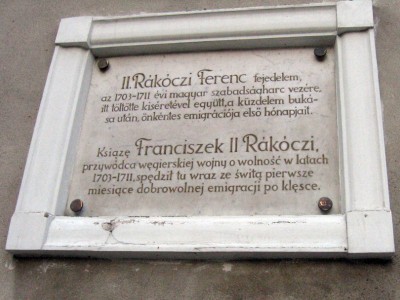 II. Rákóczi Ferenc fejedelem,
az 1703-1711 évi magyar szabadságharc vezére,
itt töltötte kíséretével együtt, a küzdelem buká-
sa után, önkéntes emigrációja első hónapjait.
Książę Franciszek II Rákóczi,
przywódca węgierskiej wojny o wolność w latach
1703-1711, spędził tu wraz ze świtą pierwsze
miesiące dobrowolnej emigracji po klęsce.